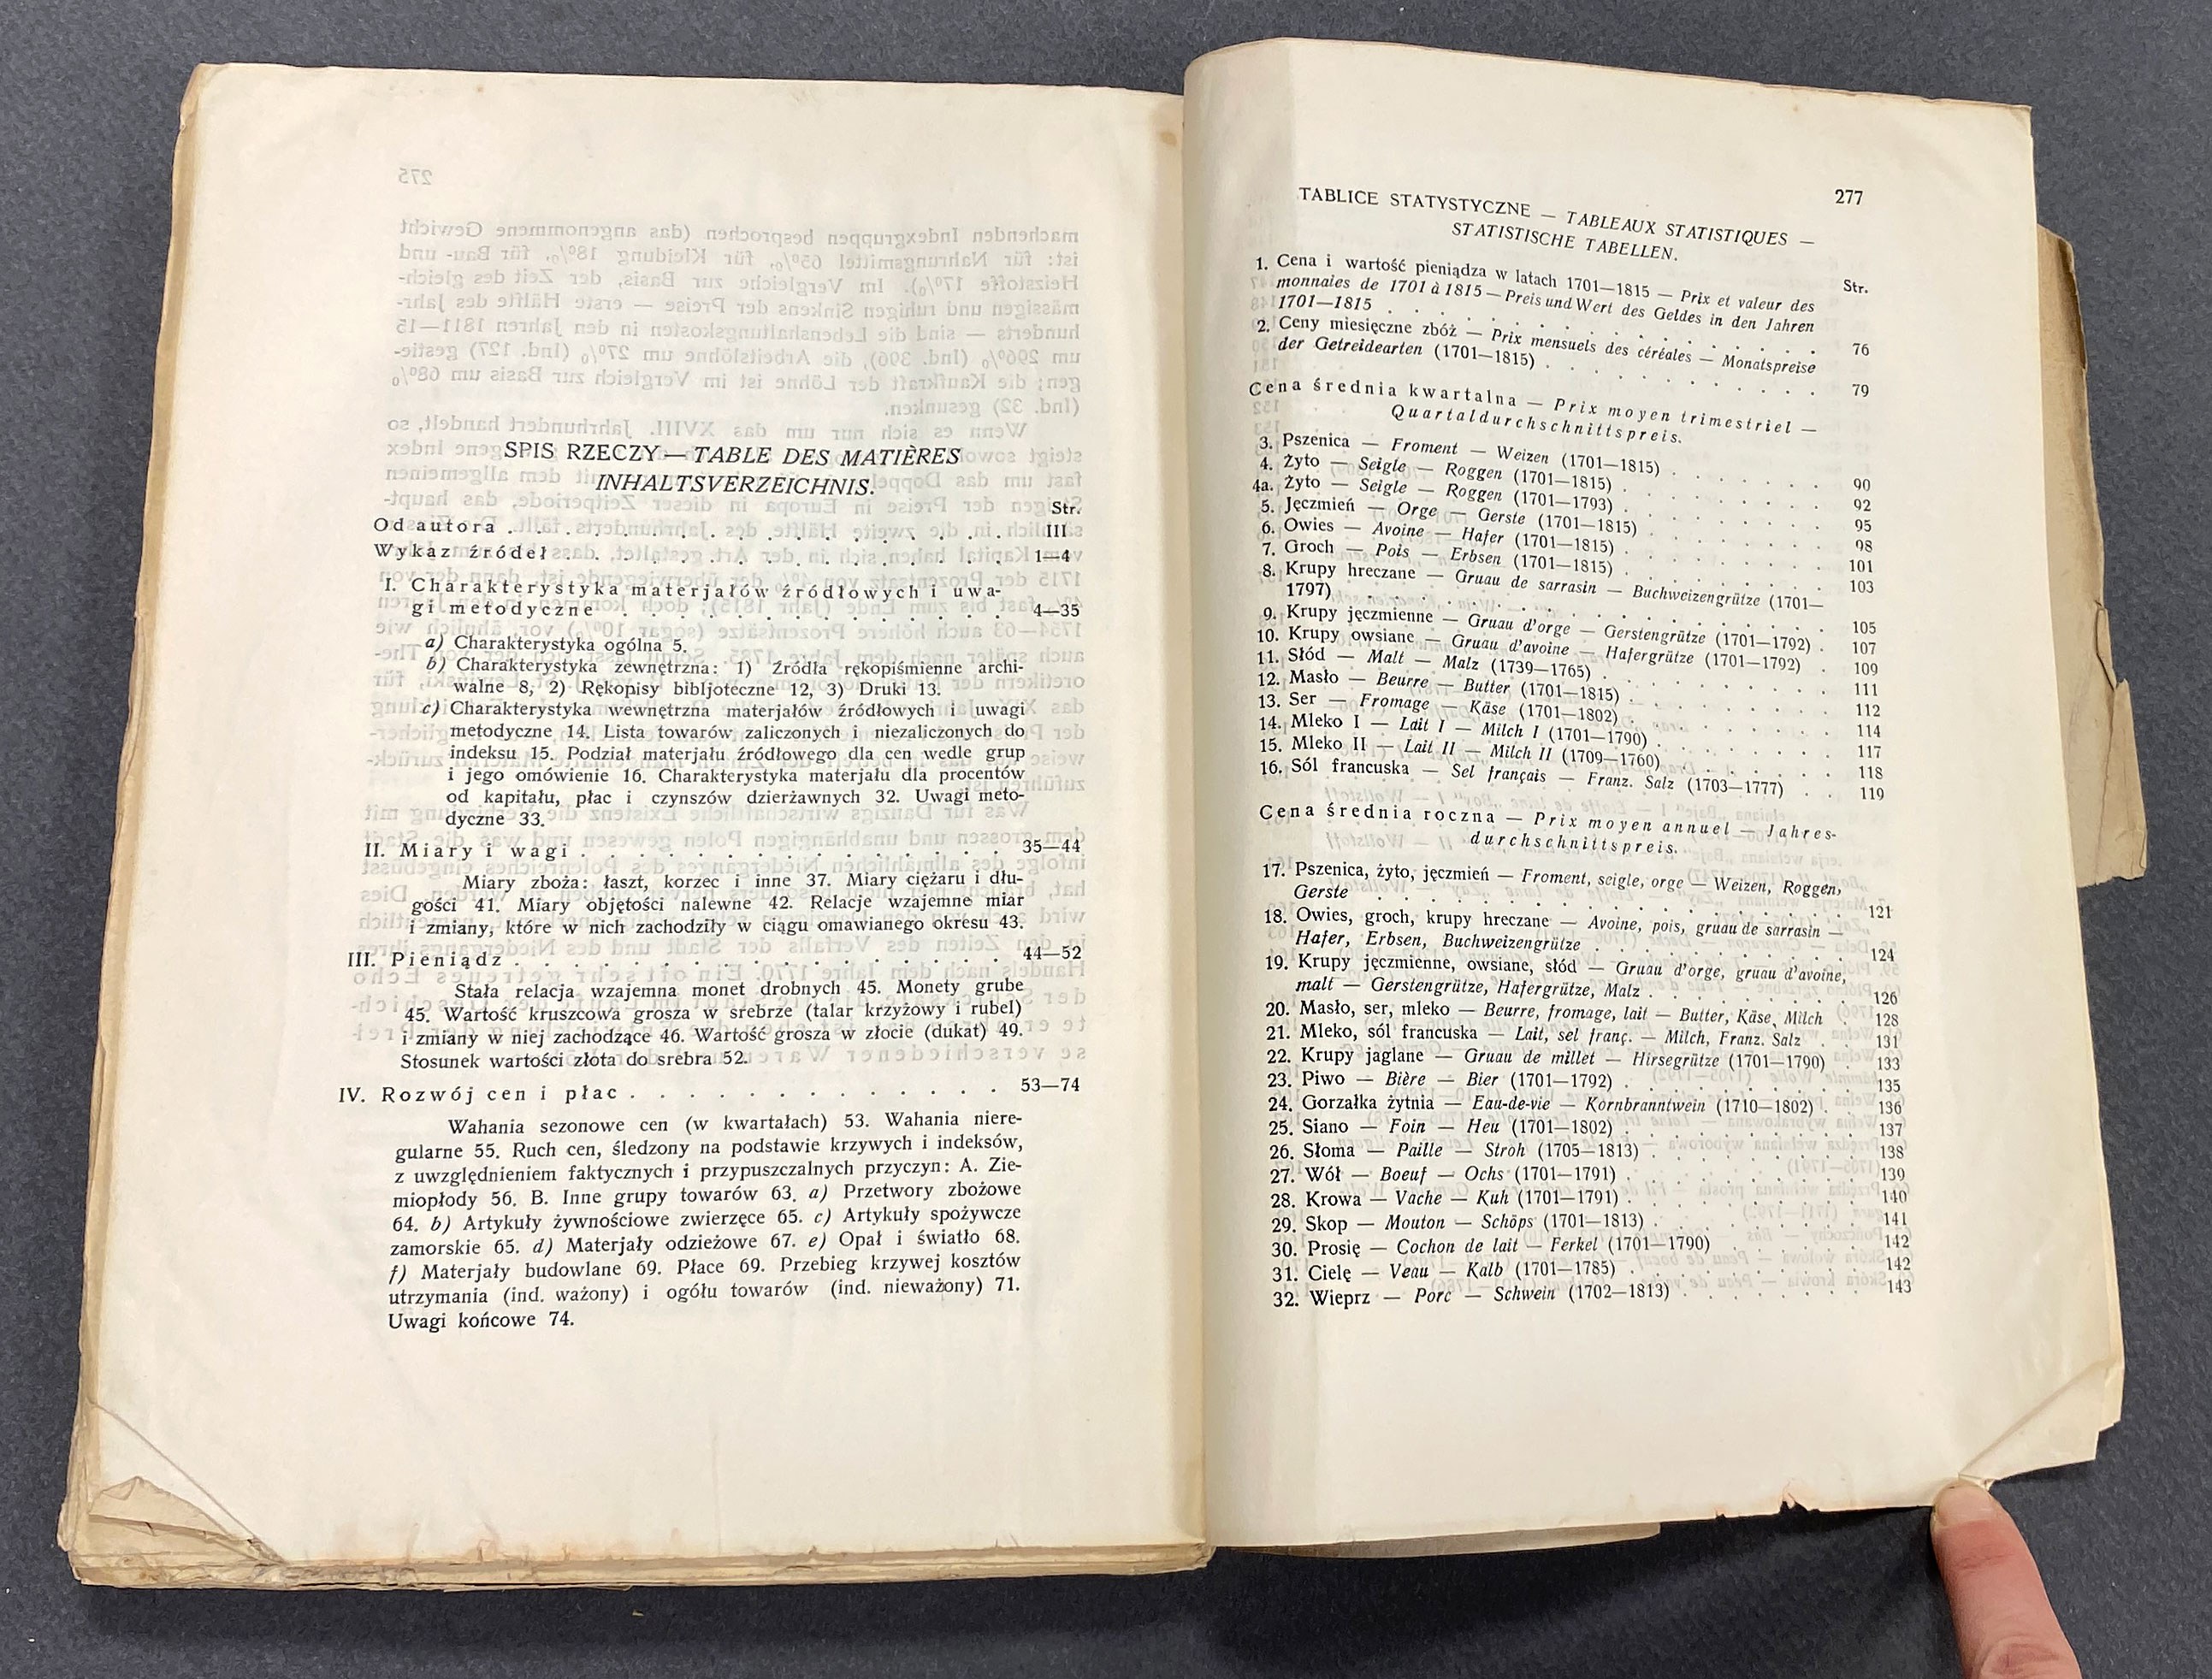 SPIS RZECZY — TABLE DES MATIÈRES
INHALTSVERZEICHNIS.
Str.
Od autora . . . . . . . . . . . . . . . III
Wykaz źródeł . . . . . . . . . . . . . . 1—4
I. Charakterystyka materjałów źródłowych i uwa-
gi metodyczne . . . . . . . . . . . . 4—35
a) Charakterystyka ogólna 5.
b) Charakterystyka zewnętrzna: 1) Źródła rękopiśmienne archi-
walne 8, 2) Rękopisy bibljoteczne 12, 3) Druki 13.
c) Charakterystyka wewnętrzna materjałów źródłowych i uwagi
metodyczne 14. Lista towarów zaliczonych i niezaliczonych do
indeksu 15. Podział materjału źródłowego dla cen wedle grup
i jego omówienie 16. Charakterystyka materjału dla procentów
od kapitału, płac i czynszów dzierżawnych 32. Uwagi meto-
dyczne 33.
II. Miary i wagi . . . . . . . . . . . . . 35—44
Miary zboża: łaszt, korzec i inne 37. Miary ciężaru i dłu-
gości 41. Miary objętości nalewne 42. Relacje wzajemne miar
i zmiany, które w nich zachodziły w ciągu omawianego okresu 43.
III. Pieniądz . . . . . . . . . . . . . . 44—52
Stała relacja wzajemna monet drobnych 45. Monety grube
45. Wartość kruszcowa grosza w srebrze (talar krzyżowy i rubel)
i zmiany w niej zachodzące 46. Wartość grosza w złocie (dukat) 49.
Stosunek wartości złota do srebra 52.
IV. Rozwój cen i płac . . . . . . . . . . . 53—74
Wahania sezonowe cen (w kwartałach) 53. Wahania niere-
gularne 55. Ruch cen, śledzony na podstawie krzywych i indeksów,
z uwzględnieniem faktycznych i przypuszczalnych przyczyn: A. Zie-
miopłody 56. B. Inne grupy towarów 63. a) Przetwory zbożowe
64. b) Artykuły żywnościowe zwierzęce 65. c) Artykuły spożywcze
zamorskie 65. d) Materjały odzieżowe 67. e) Opał i światło 68.
f) Materjały budowlane 69. Płace 69. Przebieg krzywej kosztów
utrzymania (ind. ważony) i ogółu towarów (ind. nieważony) 71.
Uwagi końcowe 74.
277
TABLICE STATYSTYCZNE — TABLEAUX STATISTIQUES —
STATISTISCHE TABELLEN.
Str.
1. Cena i wartość pieniądza w latach 1701—1815 — Prix et valeur des
monnaies de 1701 à 1815 — Preis und Wert des Geldes in den Jahren
1701—1815 . . . . . . . . . . . . 76
2. Ceny miesięczne zbóż — Prix mensuels des céréales — Monatspreise
der Getreidearten (1701—1815) . . . . . . . . . 79
Cena średnia kwartalna — Prix moyen trimestriel —
Quartaldurchschnittspreis.
3. Pszenica — Froment — Weizen (1701—1815) . . . . . . 90
4. Żyto — Seigle — Roggen (1701—1815) . . . . . . . 92
4a. Żyto — Seigle — Roggen (1701—1793) . . . . . . . 95
5. Jęczmień — Orge — Gerste (1701—1815) . . . . . . . 98
6. Owies — Avoine — Hafer (1701—1815) . . . . . . . 101
7. Groch — Pois — Erbsen (1701—1815) . . . . . . . 103
8. Krupy hreczane — Gruau de sarrasin — Buchweizengrütze (1701—
1797) . . . . . . . . . . . . . . 105
9. Krupy jęczmienne — Gruau d'orge — Gerstengrütze (1701—1792) . 107
10. Krupy owsiane — Gruau d'avoine — Hafergrütze (1701—1792) . 109
11. Słód — Malt — Malz (1739—1765) . . . . . . . . 111
12. Masło — Beurre — Butter (1701—1815) . . . . . . . 112
13. Ser — Fromage — Käse (1701—1802) . . . . . . . 114
14. Mleko I — Lait I — Milch I (1701—1790) . . . . . . 117
15. Mleko II — Lait II — Milch II (1709—1760) . . . . . . 118
16. Sól francuska — Sel français — Franz. Salz (1703—1777) . . 119
Cena średnia roczna — Prix moyen annuel — Jahres-
durchschnittspreis.
17. Pszenica, żyto, jęczmień — Froment, seigle, orge — Weizen, Roggen,
Gerste . . . . . . . . . . . . . . 121
18. Owies, groch, krupy hreczane — Avoine, pois, gruau de sarrasin —
Hafer, Erbsen, Buchweizengrütze . . . . . . . . 124
19. Krupy jęczmienne, owsiane, słód — Gruau d'orge, gruau d'avoine,
malt — Gerstengrütze, Hafergrütze, Malz . . . . . . 126
20. Masło, ser, mleko — Beurre, fromage, lait — Butter, Käse, Milch . 128
21. Mleko, sól francuska — Lait, sel franç. — Milch, Franz. Salz . . 131
22. Krupy jaglane — Gruau de millet — Hirsegrütze (1701—1790) . 133
23. Piwo — Bière — Bier (1701—1792) . . . . . . . . 135
24. Gorzałka żytnia — Eau-de-vie — Kornbranntwein (1710—1802) . 136
25. Siano — Foin — Heu (1701—1802) . . . . . . . . 137
26. Słoma — Paille — Stroh (1705—1813) . . . . . . . 138
27. Wół — Boeuf — Ochs (1701—1791) . . . . . . . . 139
28. Krowa — Vache — Kuh (1701—1791) . . . . . . . . 140
29. Skop — Mouton — Schöps (1701—1813) . . . . . . . 141
30. Prosię — Cochon de lait — Ferkel (1701—1790) . . . . 142
31. Cielę — Veau — Kalb (1701—1785) . . . . . . . . 142
32. Wieprz — Porc — Schwein (1702—1813) . . . . . . . 143